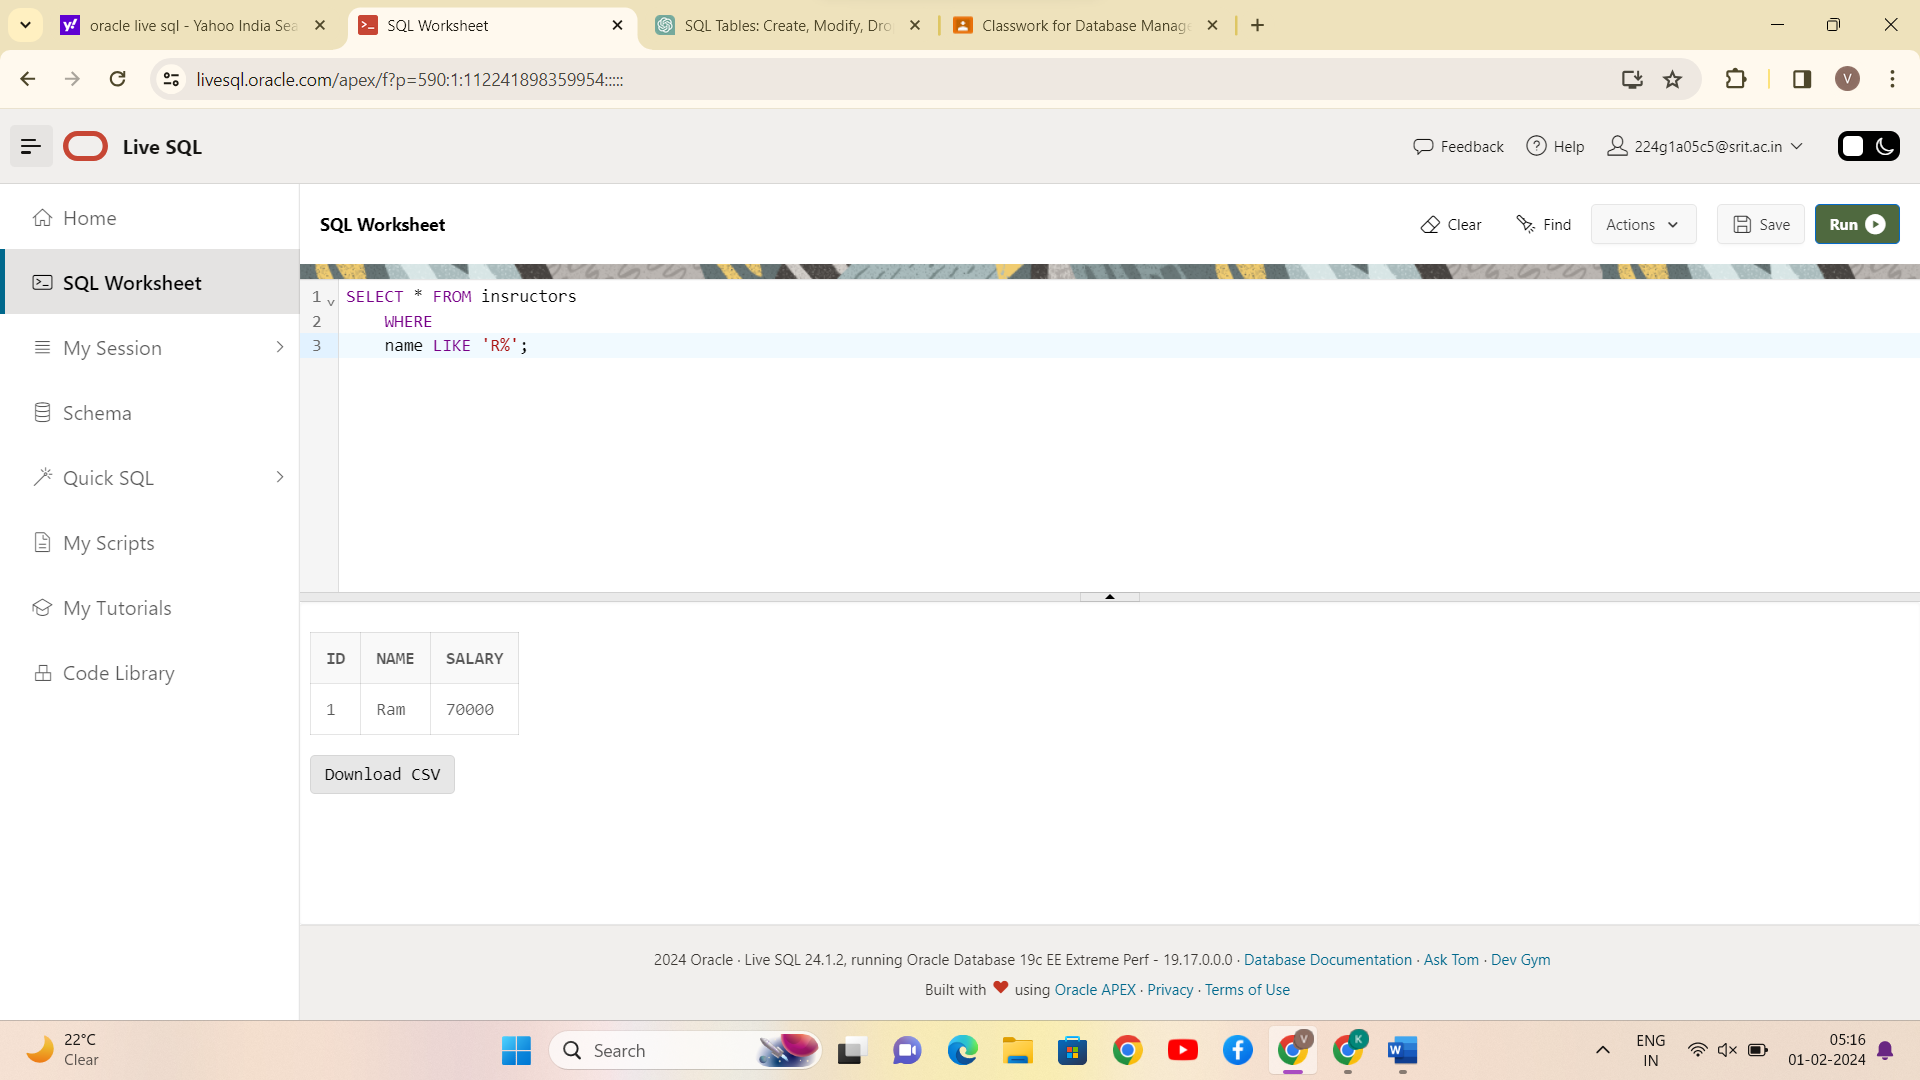 oracle live sql - Yahoo India Sea
SQL Worksheet
SQL Tables: Create, Modify, Dro
Classwork for Database Manage
livesql.oracle.com/apex/f?p=590:1:112241898359954:::::
V
Live SQL
Feedback
Help
224g1a05c5@srit.ac.in
Home
SQL Worksheet
My Session
Schema
Quick SQL
My Scripts
My Tutorials
Code Library
SQL Worksheet
Clear
Find
Actions
Save
Run
1 SELECT * FROM insructors
2 WHERE
3 name LIKE 'R%';
ID NAME SALARY
1 Ram 70000
Download CSV
2024 Oracle · Live SQL 24.1.2, running Oracle Database 19c EE Extreme Perf - 19.17.0.0.0 · Database Documentation · Ask Tom · Dev Gym
Built with ❤ using Oracle APEX · Privacy · Terms of Use
22°C
Clear
Search
V
K
W
ENG
IN
05:16
01-02-2024